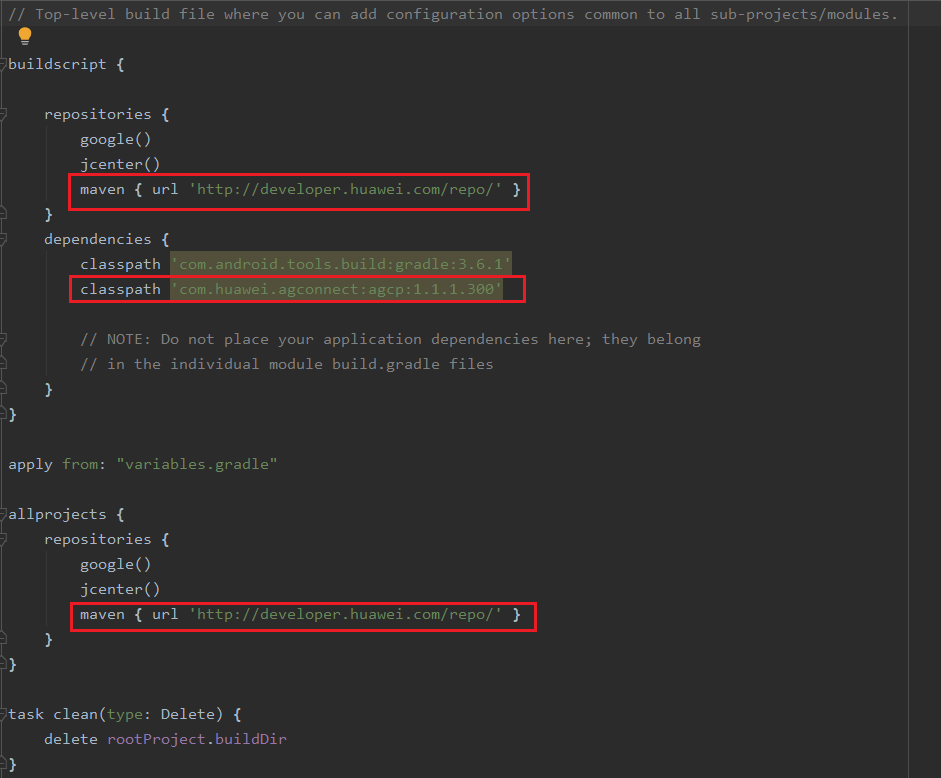 // Top-level build file where you can add configuration options common to all sub-projects/modules.
buildscript {
repositories {
google()
jcenter()
maven { url 'http://developer.huawei.com/repo/' }
}
dependencies {
classpath 'com.android.tools.build:gradle:3.6.1'
classpath 'com.huawei.agconnect:agcp:1.1.1.300'
// NOTE: Do not place your application dependencies here; they belong
// in the individual module build.gradle files
}
}
apply from: "variables.gradle"
allprojects {
repositories {
google()
jcenter()
maven { url 'http://developer.huawei.com/repo/' }
}
}
task clean(type: Delete) {
delete rootProject.buildDir
}